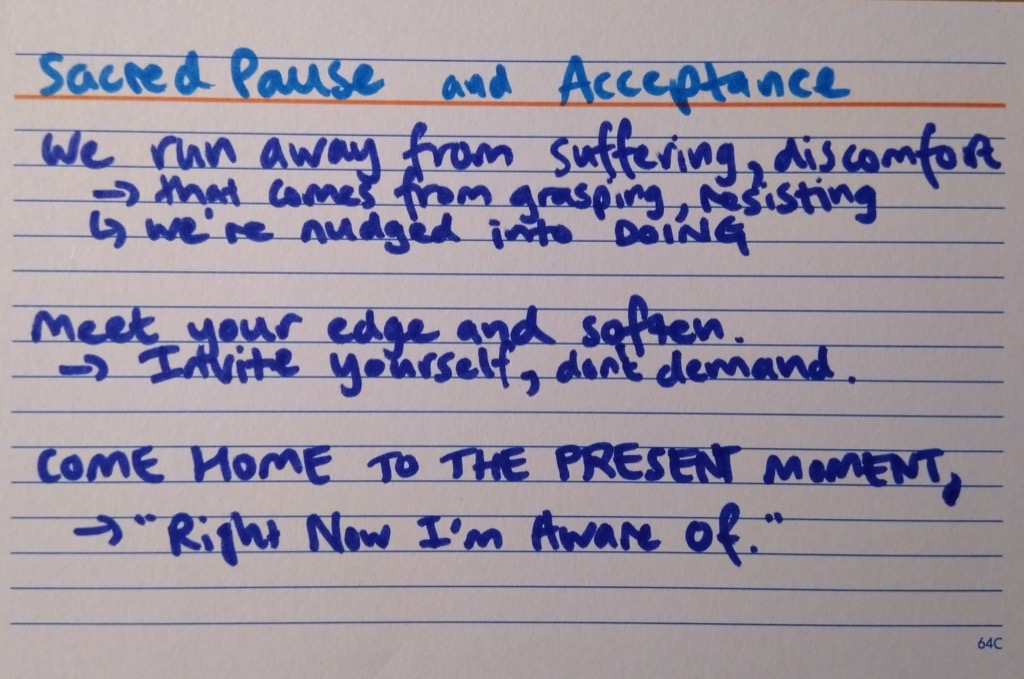 Sacred Pause and Acceptance
We run away from suffering, discomfort
→ that comes from grasping, resisting
↳ we're nudged into DOING
Meet your edge and soften.
→ Invite yourself, dont demand.
COME HOME TO THE PRESENT MOMENT,
→ "Right Now I'm Aware Of."
64C